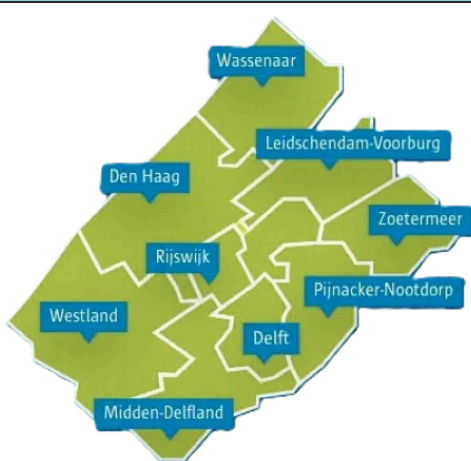 Wassenaar
Leidschendam-Voorburg
Den Haag
Zoetermeer
Rijswijk
Pijnacker-Nootdorp
Westland
Delft
Midden-Delfland